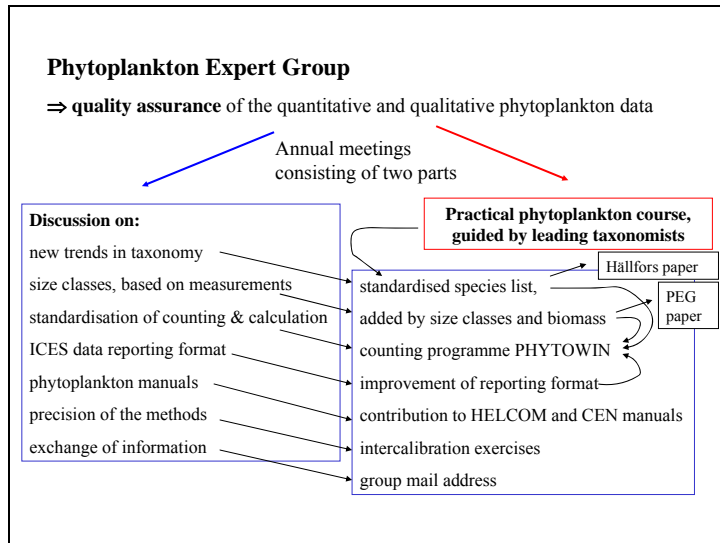 Phytoplankton Expert Group
⇒ quality assurance of the quantitative and qualitative phytoplankton data
Annual meetings
consisting of two parts
Discussion on:
new trends in taxonomy
size classes, based on measurements
standardisation of counting & calculation
ICES data reporting format
phytoplankton manuals
precision of the methods
exchange of information
Practical phytoplankton course,
guided by leading taxonomists
Hällfors paper
standardised species list,
PEG
paper
added by size classes and biomass
counting programme PHYTOWIN
improvement of reporting format
contribution to HELCOM and CEN manuals
intercalibration exercises
group mail address